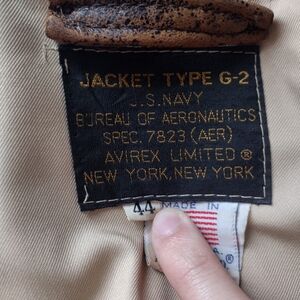 JACKET TYPE G-2
U.S. NAVY
BUREAU OF AERONAUTICS
SPEC. 7823 (AER)
AVIREX LIMITED ®
NEW YORK, NEW YORK
44 MADE IN
®